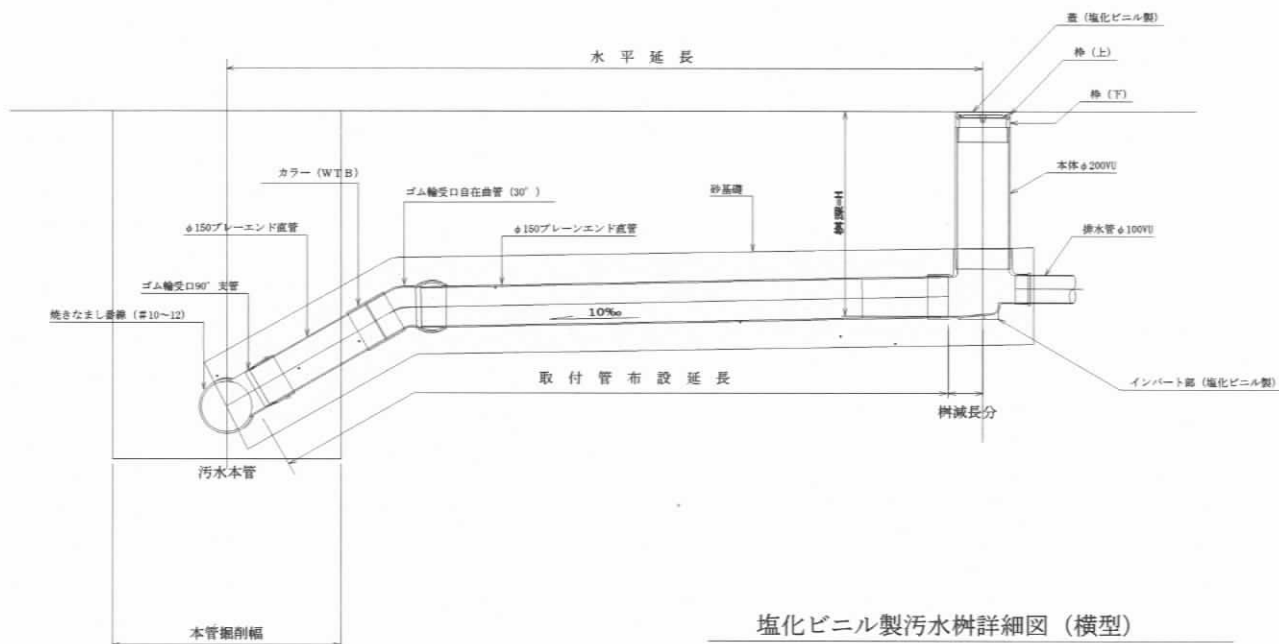 蓋（塩化ビニル製）
水平延長
枠（上）
枠（下）
カラー（WTB）
ゴム輪受口自在曲管（30°）
砂基礎
桝深=H
本体φ200VU
φ150プレーエンド直管
φ150プレーンエンド直管
排水管φ100VU
ゴム輪受口90°支管
焼きなまし番線（＃10～12）
10‰
取付管布設延長
インバート部（塩化ビニル製）
桝減長分
汚水本管
本管掘削幅
塩化ビニル製汚水桝詳細図（横型）